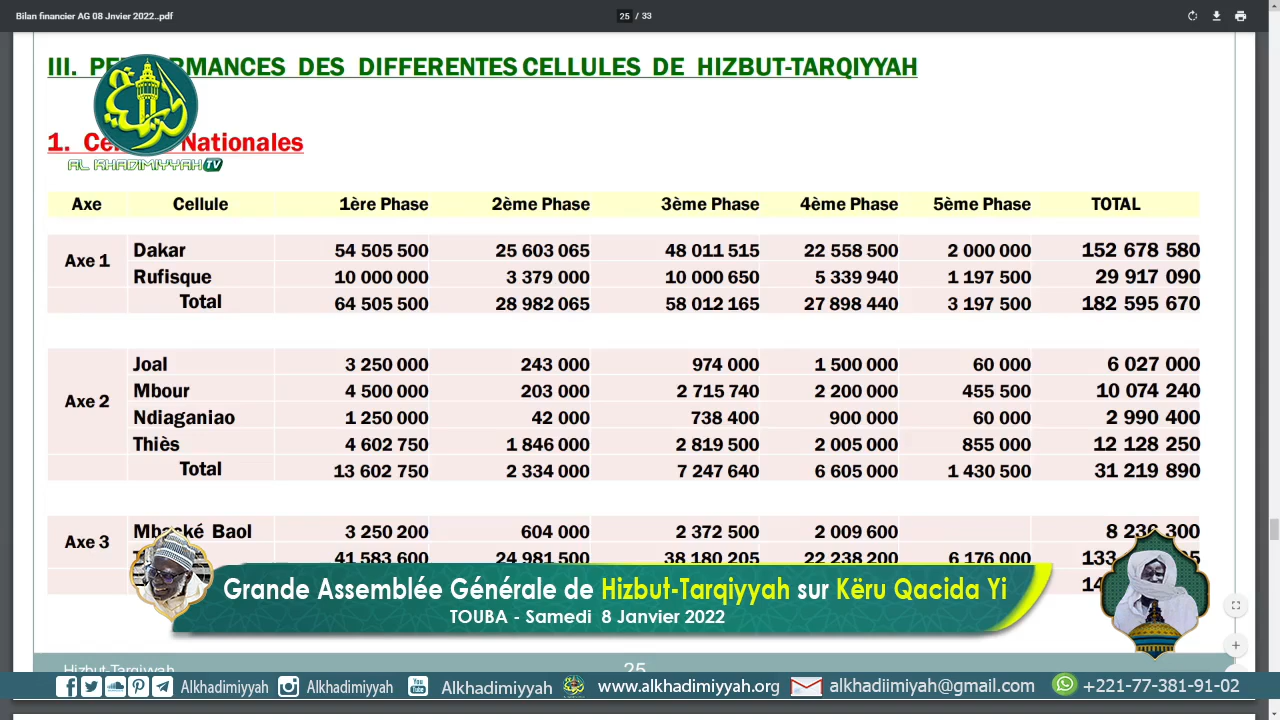 Bilan financier AG 08 Jnvier 2022..pdf 25 / 33
III. PERFORMANCES DES DIFFERENTES CELLULES DE HIZBUT-TARQIYYAH
1. Nationales
AL KHADIMIYYAH TV
Axe Cellule 1ère Phase 2ème Phase 3ème Phase 4ème Phase 5ème Phase TOTAL
Axe 1
Dakar 54 505 500 25 603 065 48 011 515 22 558 500 2 000 000 152 678 580
Rufisque 10 000 000 3 379 000 10 000 650 5 339 940 1 197 500 29 917 090
Total 64 505 500 28 982 065 58 012 165 27 898 440 3 197 500 182 595 670
Axe 2
Joal 3 250 000 243 000 974 000 1 500 000 60 000 6 027 000
Mbour 4 500 000 203 000 2 715 740 2 200 000 455 500 10 074 240
Ndiaganiao 1 250 000 42 000 738 400 900 000 60 000 2 990 400
Thiès 4 602 750 1 846 000 2 819 500 2 005 000 855 000 12 128 250
Total 13 602 750 2 334 000 7 247 640 6 605 000 1 430 500 31 219 890
Axe 3
Mbacké Baol 3 250 200 604 000 2 372 500 2 009 600 8 236 300
41 583 600 24 981 500 38 180 205 22 238 200 6 176 000 133
Grande Assemblée Générale de Hizbut-Tarqiyyah sur Këru Qacida Yi
TOUBA - Samedi 8 Janvier 2022
Hizbut-Tarqiyyah 25
Alkhadimiyyah Alkhadimiyyah You Tube Alkhadimiyyah www.alkhadimiyyah.org alkhadiimiyah@gmail.com +221-77-381-91-02